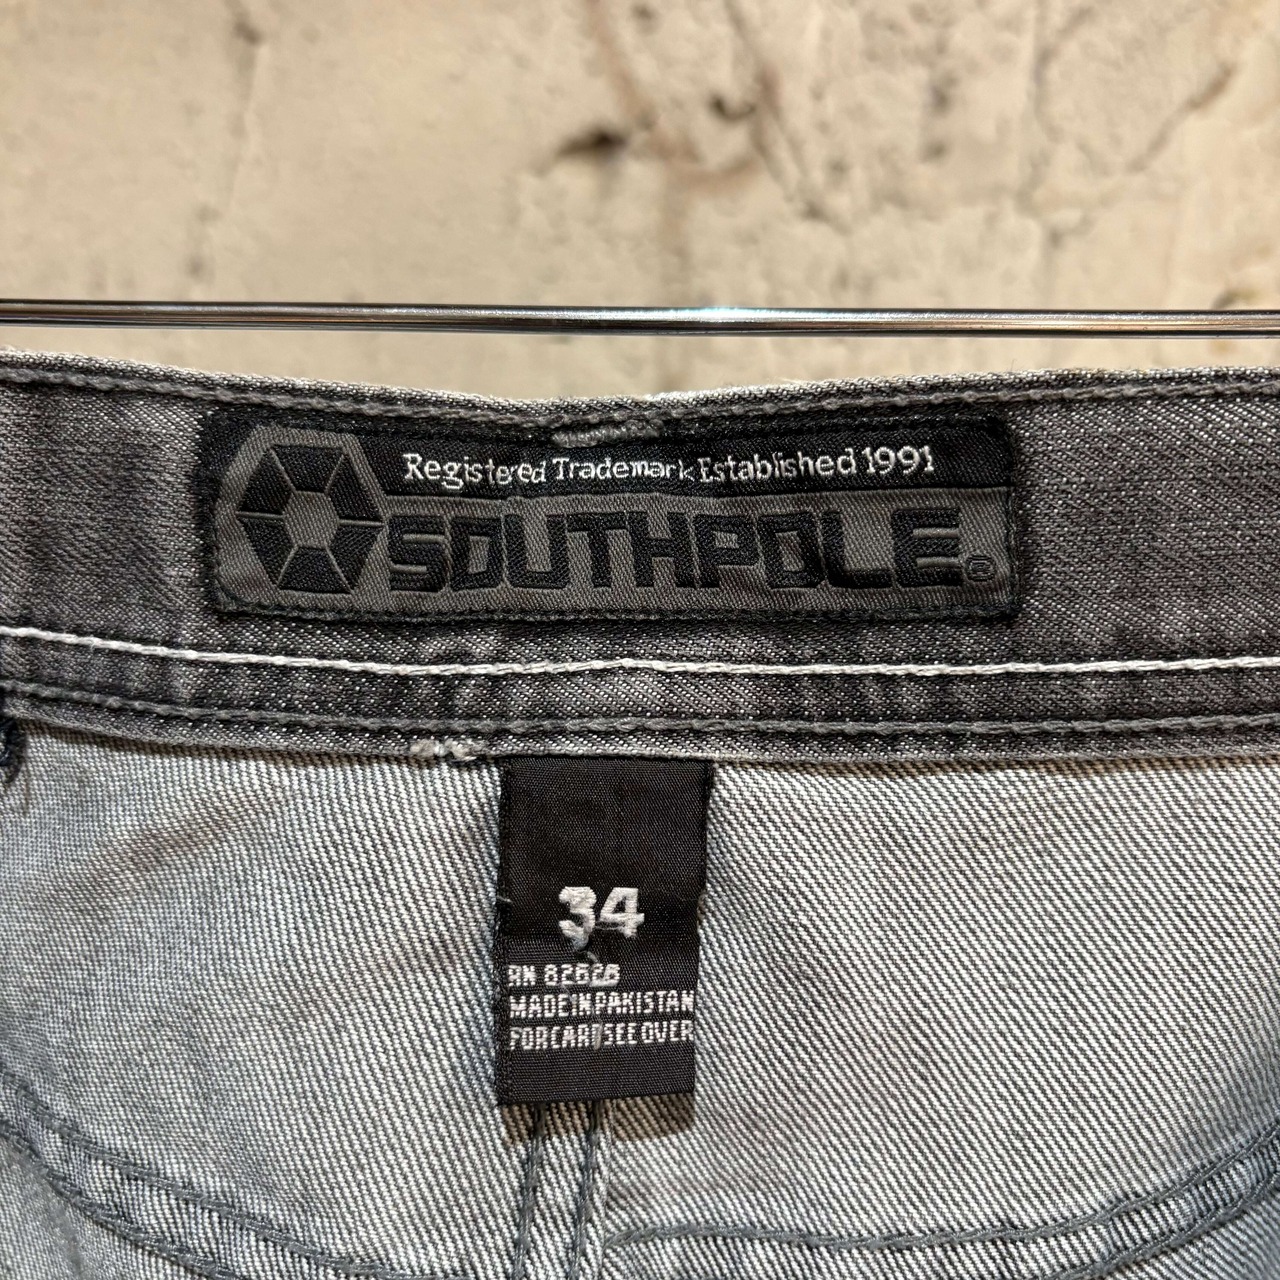 Registered Trademark Established 1991
SOUTHPOLE®
34
RN 82628
MADE IN PAKISTAN
FOR CARE SEE OVER